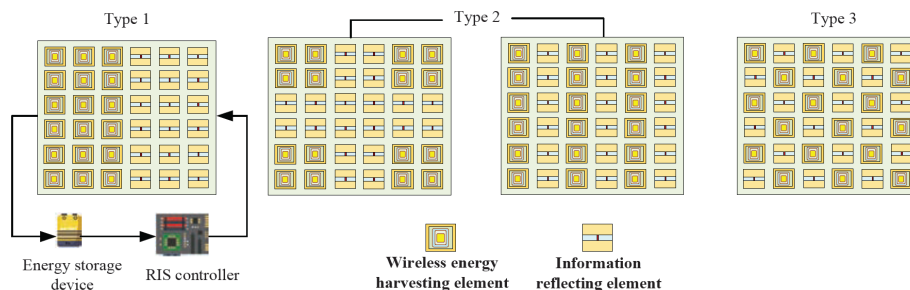 Type 1
Type 2
Type 3
Energy storage
device
RIS controller
Wireless energy
harvesting element
Information
reflecting element